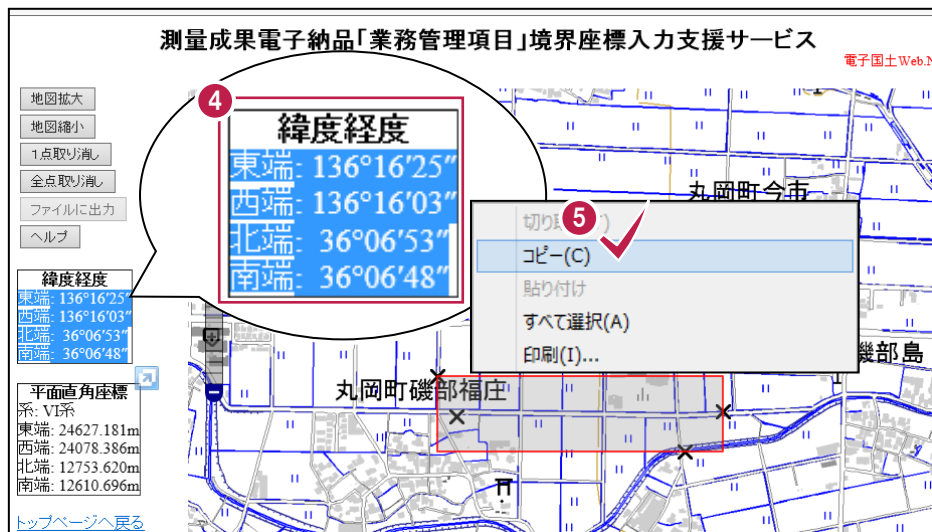 測量成果電子納品「業務管理項目」境界座標入力支援サービス
電子国土Web.N
地図拡大
地図縮小
1点取り消し
全点取り消し
ファイルに出力
ヘルプ
緯度経度
東端: 136°16′25″
西端: 136°16′03″
北端: 36°06′53″
南端: 36°06′48″
平面直角座標
系: VI系
東端: 24627.181m
西端: 24078.386m
北端: 12753.620m
南端: 12610.696m
トップページへ戻る
4
緯度経度
東端: 136°16′25″
西端: 136°16′03″
北端: 36°06′53″
南端: 36°06′48″
丸岡町今市
5
切り
コピー(C)
貼り付け
すべて選択(A)
印刷(I)...
磯部島
丸岡町磯部福庄